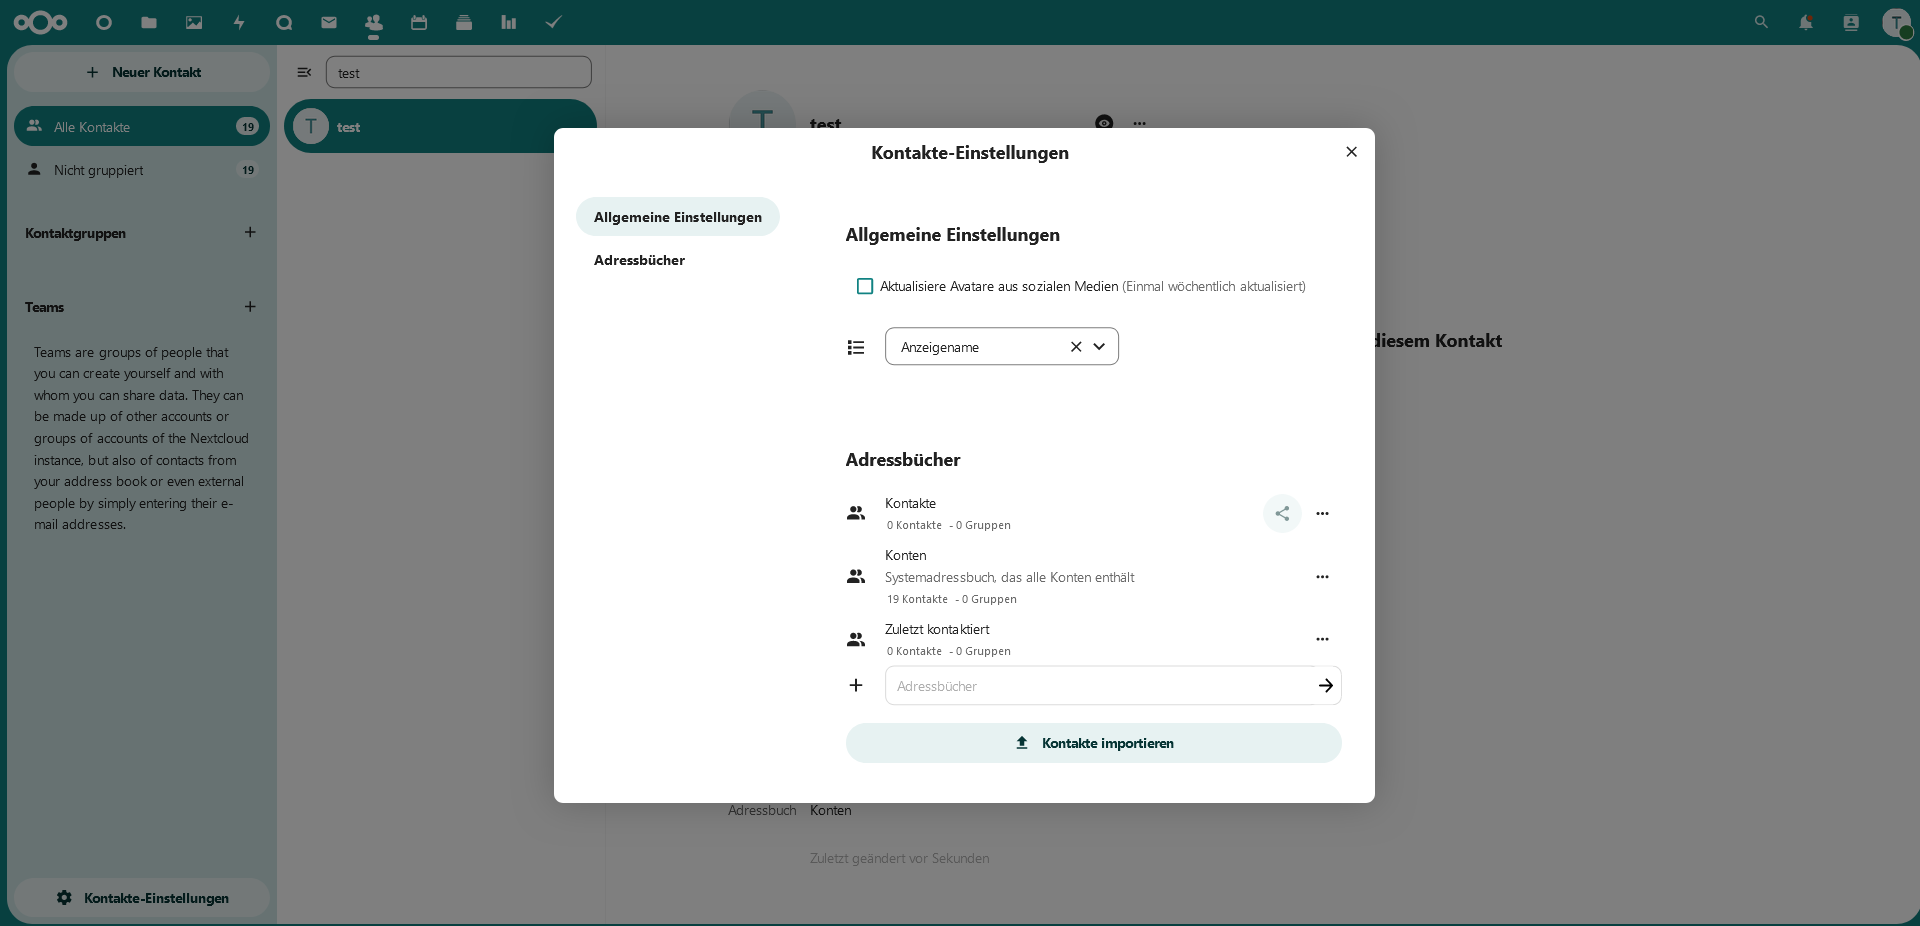 T
Neuer Kontakt
test
Alle Kontakte 19
T test
Nicht gruppiert 19
Kontaktgruppen
Teams
Teams are groups of people that
you can create yourself and with
whom you can share data. They can
be made up of other accounts or
groups of accounts of the Nextcloud
instance, but also of contacts from
your address book or even external
people by simply entering their e-
mail addresses.
Kontakte-Einstellungen
T test
diesem Kontakt
Kontakte-Einstellungen
Allgemeine Einstellungen
Adressbücher
Allgemeine Einstellungen
Aktualisiere Avatare aus sozialen Medien (Einmal wöchentlich aktualisiert)
Anzeigename
Adressbücher
Kontakte
0 Kontakte - 0 Gruppen
Konten
Systemadressbuch, das alle Konten enthält
19 Kontakte - 0 Gruppen
Zuletzt kontaktiert
0 Kontakte - 0 Gruppen
Adressbücher
Kontakte importieren
Adressbuch Konten
Zuletzt geändert vor Sekunden